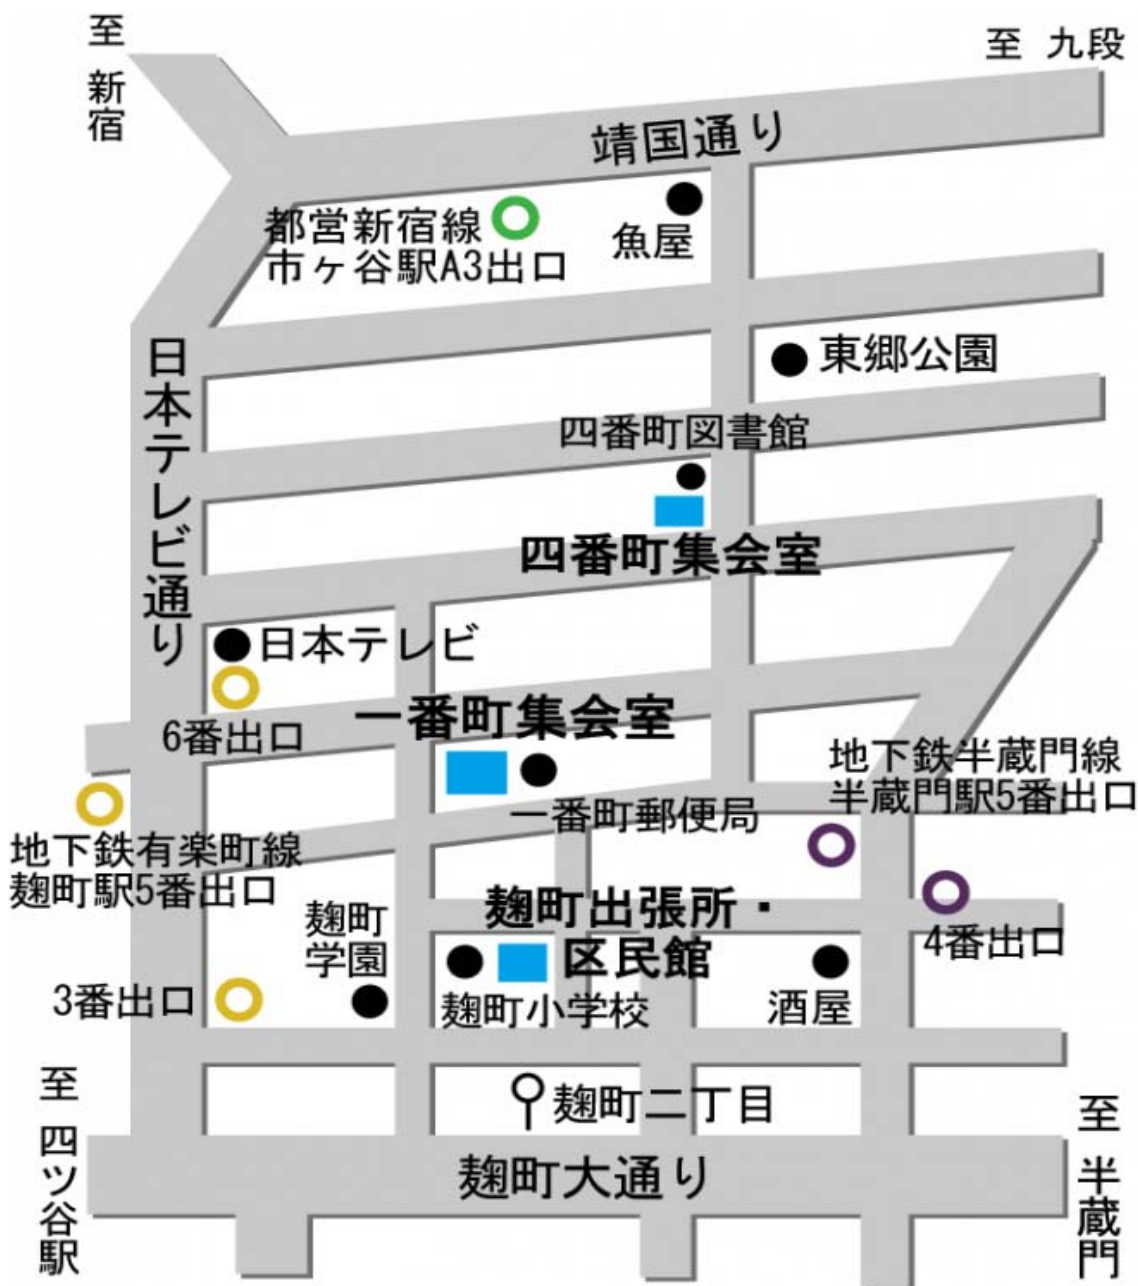 至 新宿
至 九段
靖国通り
都営新宿線
市ヶ谷駅A3出口
魚屋
日本テレビ通り
東郷公園
四番町図書館
四番町集会室
日本テレビ
6番出口
一番町集会室
地下鉄半蔵門線
半蔵門駅5番出口
一番町郵便局
地下鉄有楽町線
麹町駅5番出口
麹町
学園
麹町出張所・
区民館
4番出口
3番出口
麹町小学校
酒屋
至 四ツ谷駅
麹町二丁目
至 半蔵門
麹町大通り